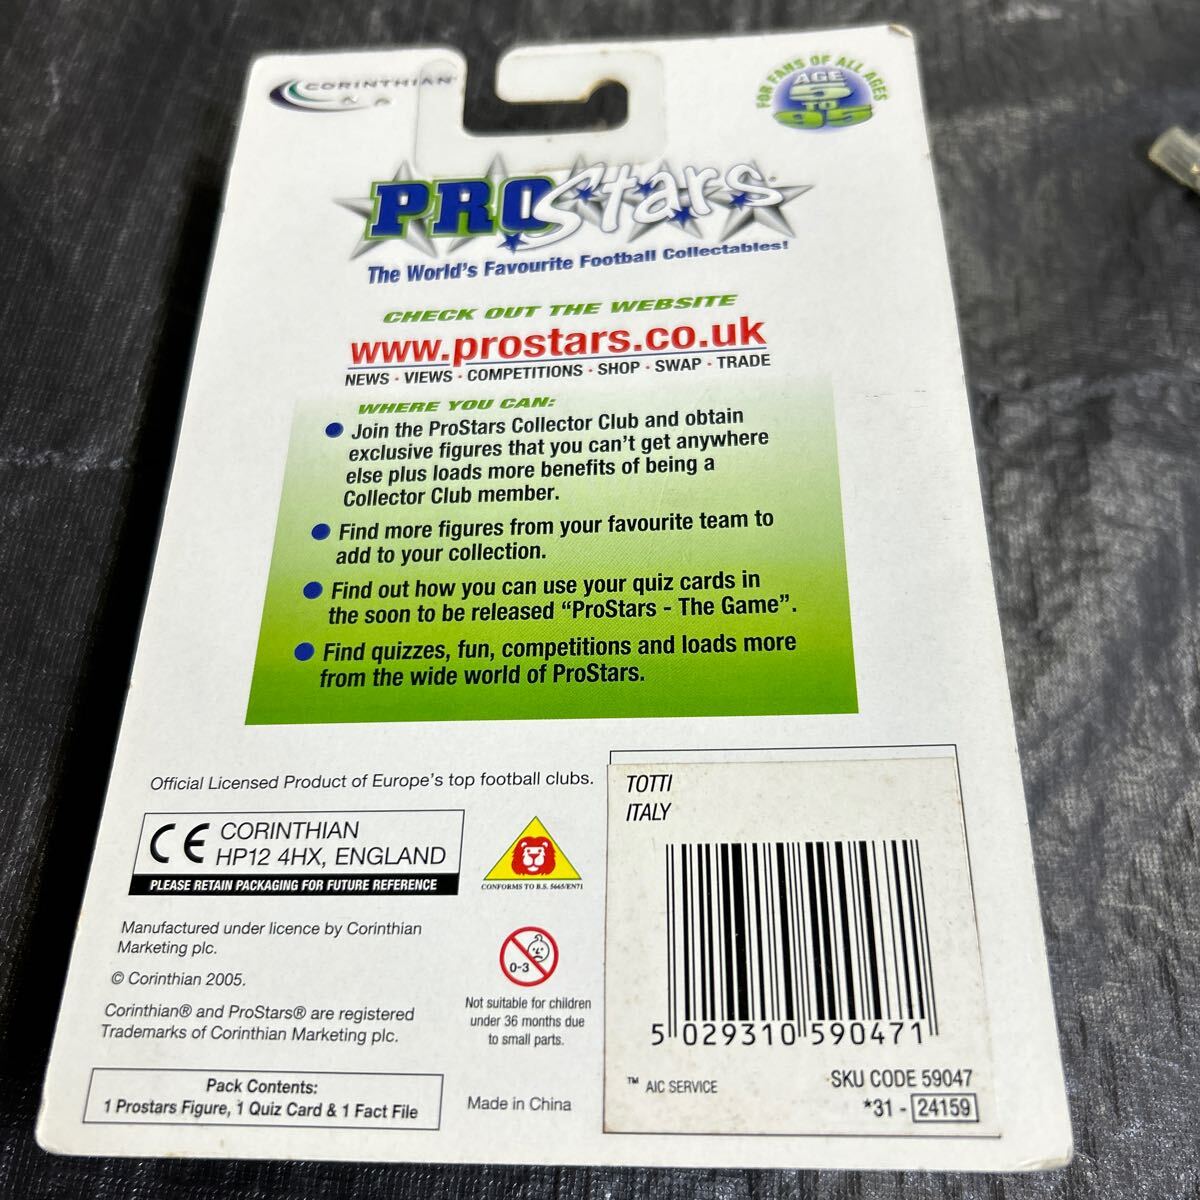 CORINTHIAN
FOR FANS OF ALL AGES
AGE
5
TO
95
PROStars
The World's Favourite Football Collectables!
CHECK OUT THE WEBSITE
www.prostars.co.uk
NEWS · VIEWS · COMPETITIONS · SHOP · SWAP · TRADE
WHERE YOU CAN:
Join the ProStars Collector Club and obtain
exclusive figures that you can't get anywhere
else plus loads more benefits of being a
Collector Club member.
Find more figures from your favourite team to
add to your collection.
Find out how you can use your quiz cards in
the soon to be released “ProStars - The Game”.
Find quizzes, fun, competitions and loads more
from the wide world of ProStars.
Official Licensed Product of Europe's top football clubs.
CE CORINTHIAN
HP12 4HX, ENGLAND
PLEASE RETAIN PACKAGING FOR FUTURE REFERENCE
CONFORMS TO B.S. 5665/EN71
Manufactured under licence by Corinthian
Marketing plc.
© Corinthian 2005.
Corinthian® and ProStars® are registered
Trademarks of Corinthian Marketing plc.
0-3
Not suitable for children
under 36 months due
to small parts.
Pack Contents:
1 Prostars Figure, 1 Quiz Card & 1 Fact File
Made in China
TOTTI
ITALY
5 029310 590471
™ AIC SERVICE
SKU CODE 59047
*31 - 24159